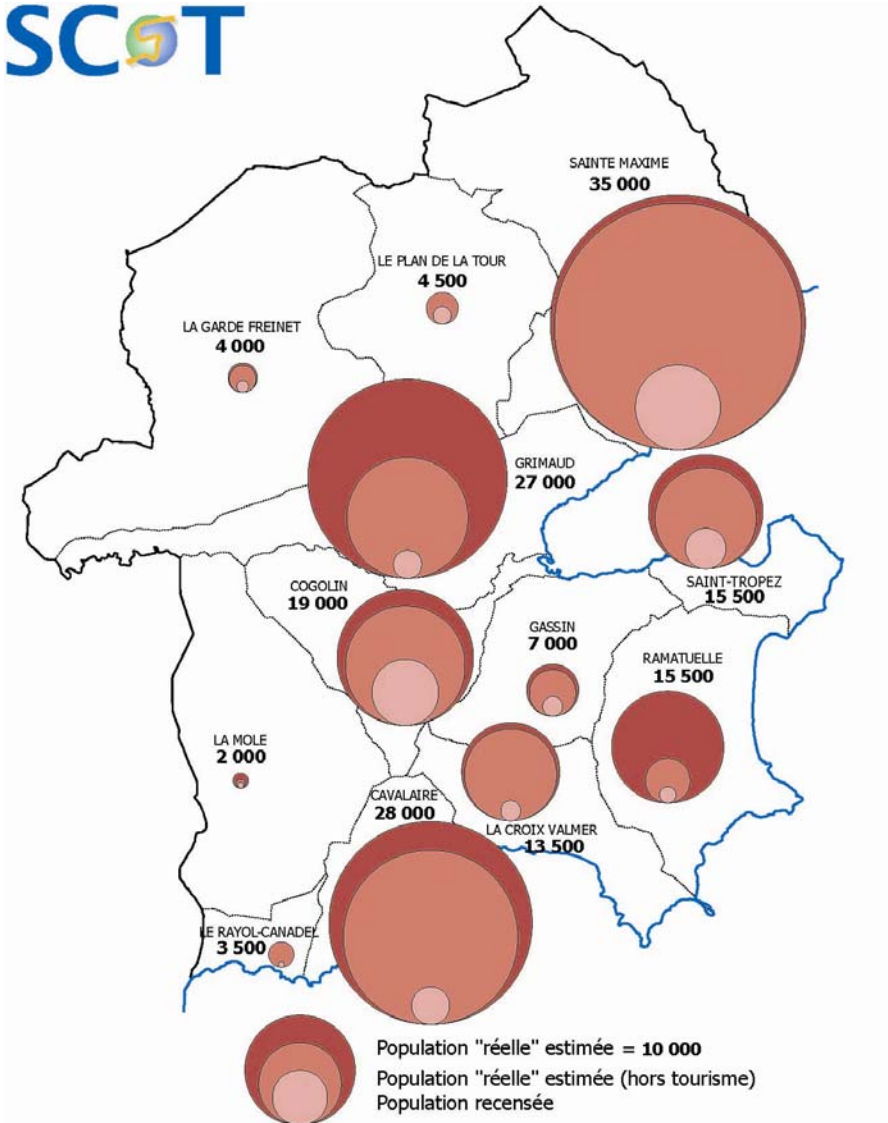 SCOT
SAINTE MAXIME
35 000
LE PLAN DE LA TOUR
4 500
LA GARDE FREINET
4 000
GRIMAUD
27 000
COGOLIN
19 000
SAINT-TROPEZ
15 500
GASSIN
7 000
RAMATUELLE
15 500
LA MOLE
2 000
CAVALAIRE
28 000
LA CROIX VALMER
13 500
LE RAYOL-CANADEL
3 500
Population "réelle" estimée = 10 000
Population "réelle" estimée (hors tourisme)
Population recensée